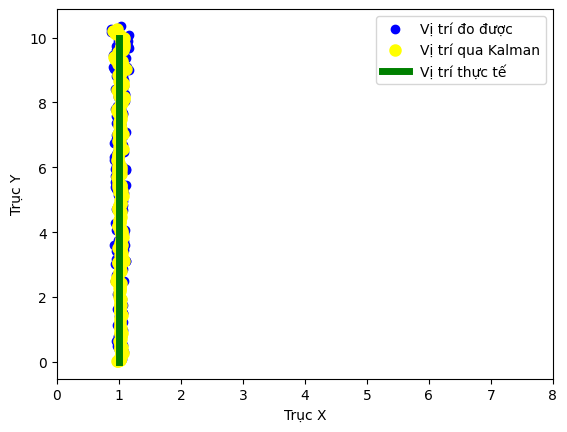 Vị trí đo được
Vị trí qua Kalman
Vị trí thực tế
10
8
6
4
2
0
Trục Y
0 1 2 3 4 5 6 7 8
Trục X